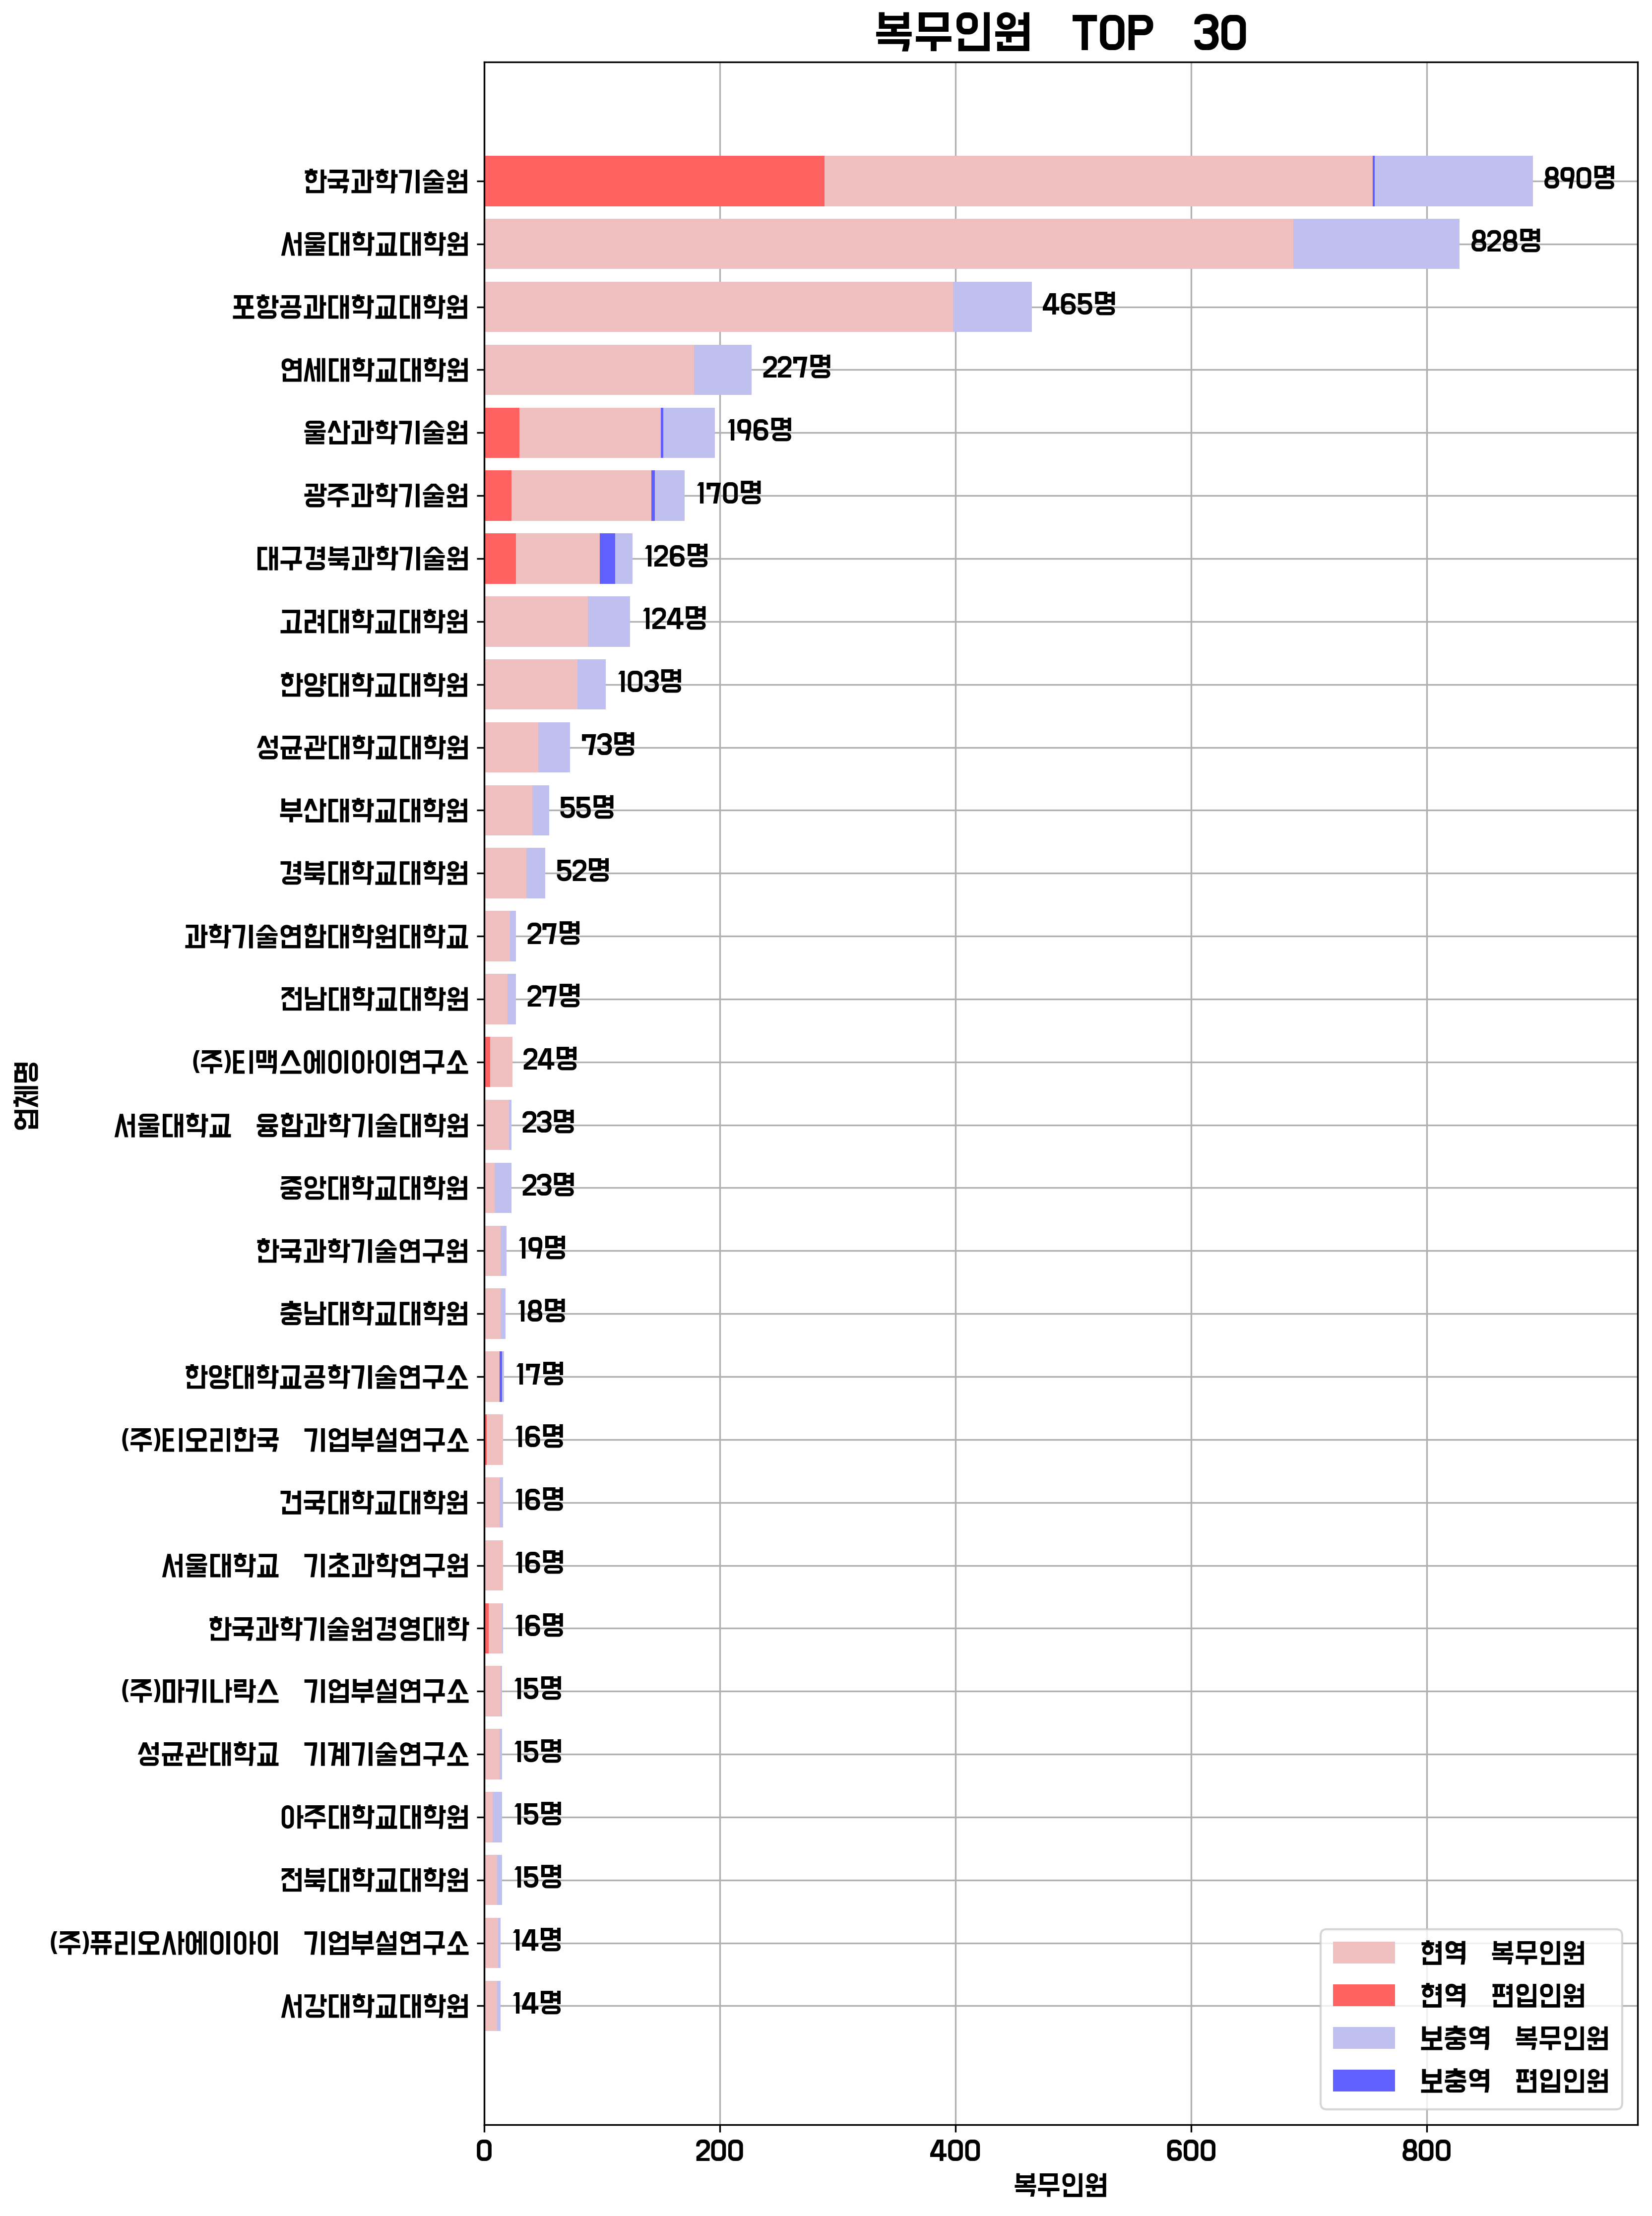 복무인원 TOP 30
한국과학기술원 890명
서울대학교대학원 828명
포항공과대학교대학원 465명
연세대학교대학원 227명
울산과학기술원 196명
광주과학기술원 170명
대구경북과학기술원 126명
고려대학교대학원 124명
한양대학교대학원 103명
성균관대학교대학원 73명
부산대학교대학원 55명
경북대학교대학원 52명
과학기술연합대학원대학교 27명
전남대학교대학원 27명
(주)티맥스에이아이연구소 24명
서울대학교 융합과학기술대학원 23명
중앙대학교대학원 23명
한국과학기술연구원 19명
충남대학교대학원 18명
한양대학교공학기술연구소 17명
(주)티오리한국 기업부설연구소 16명
건국대학교대학원 16명
서울대학교 기초과학연구원 16명
한국과학기술원경영대학 16명
(주)마키나락스 기업부설연구소 15명
성균관대학교 기계기술연구소 15명
아주대학교대학원 15명
전북대학교대학원 15명
(주)퓨리오사에이아이 기업부설연구소 14명
서강대학교대학원 14명
업체명
현역 복무인원
현역 편입인원
보충역 복무인원
보충역 편입인원
0 200 400 600 800
복무인원